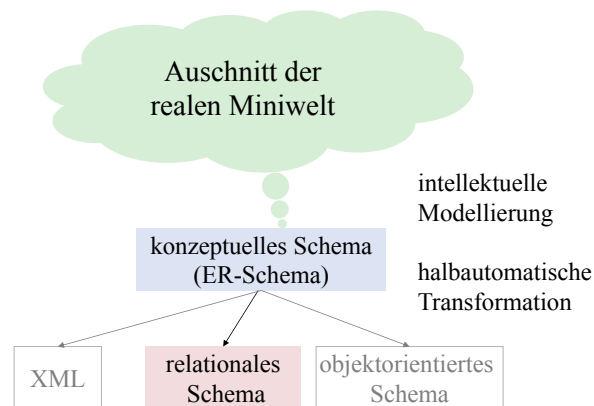 Auschnitt der
realen Miniwelt
intellektuelle
Modellierung
konzeptuelles Schema
(ER-Schema)
halbautomatische
Transformation
XML
relationales
Schema
objektorientiertes
Schema